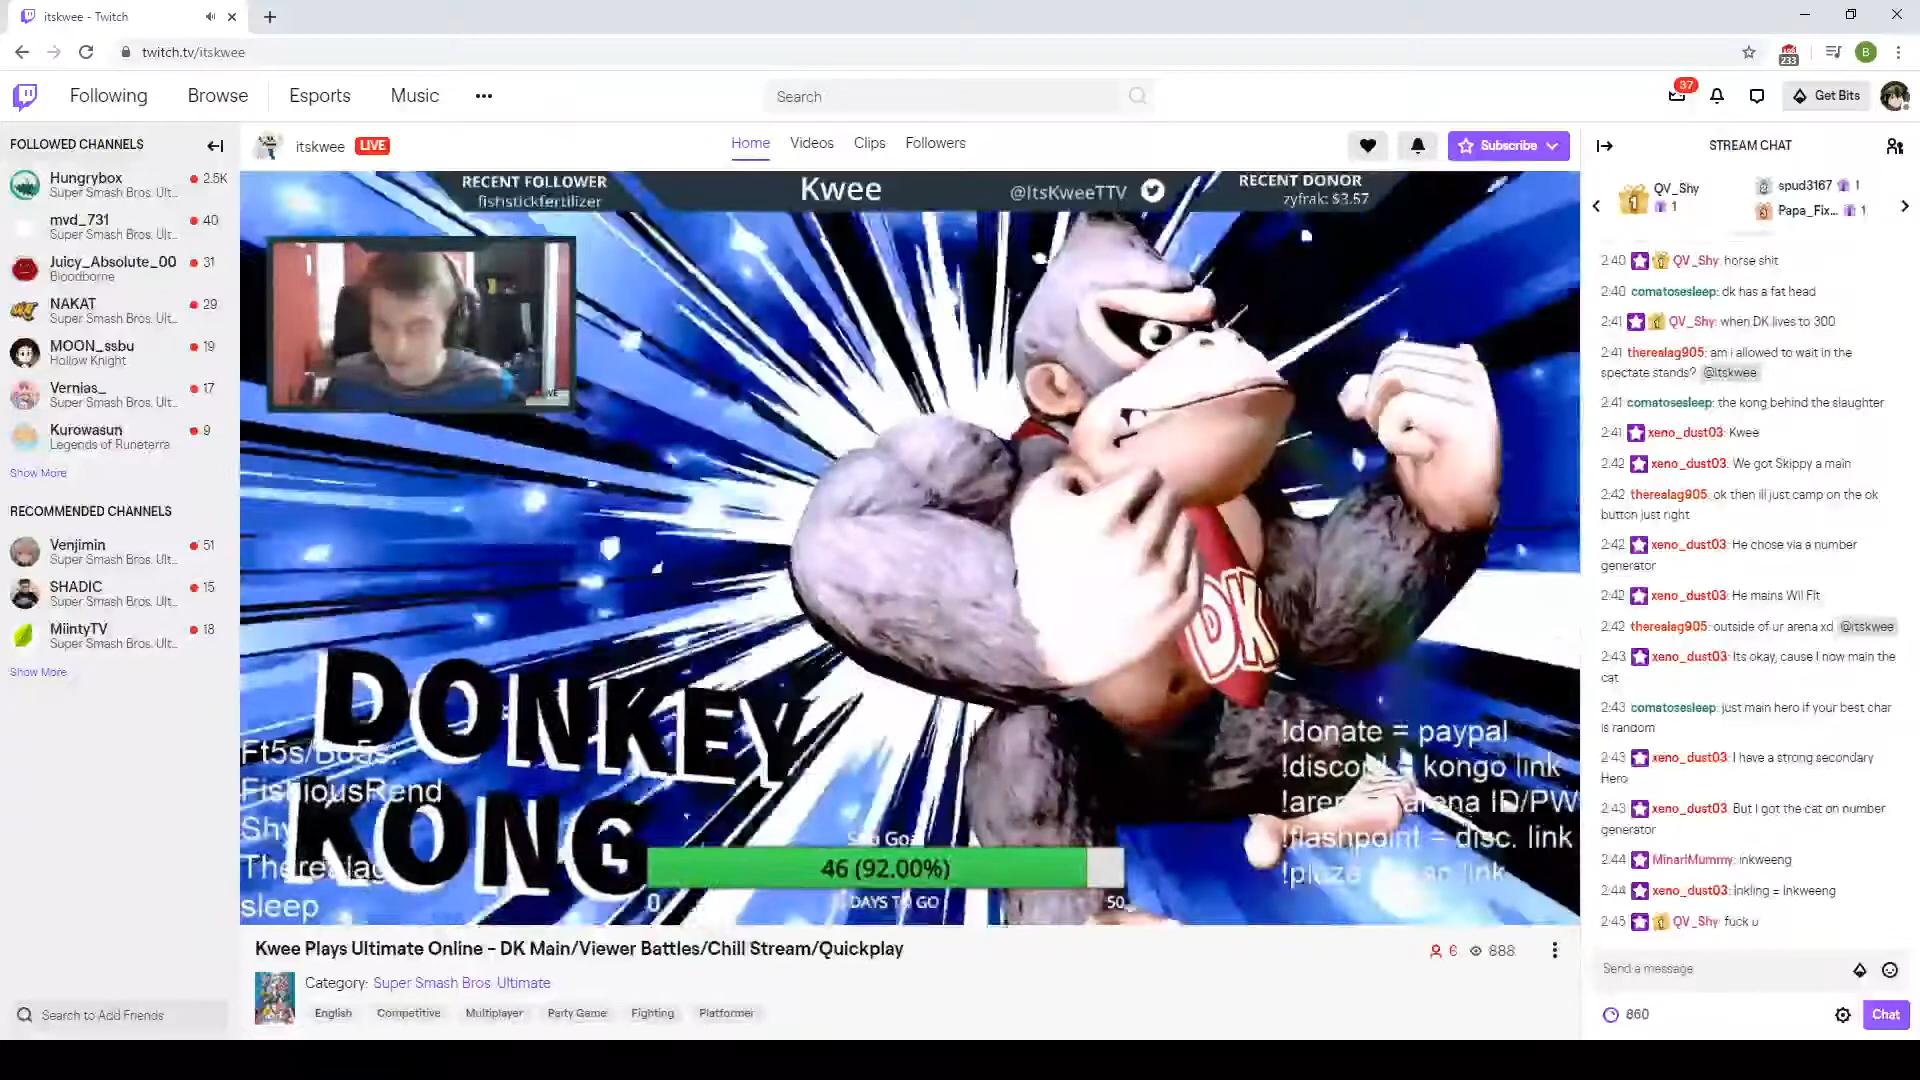 itskwee - Twitch
twitch.tv/itskwee
233
B
Following
Browse
Esports
Music
Search
37
Get Bits
FOLLOWED CHANNELS
Hungrybox
2.5K
Super Smash Bros. Ult...
mvd_731
40
Super Smash Bros. Ult...
Juicy_Absolute_00
31
Bloodborne
NAKAT
29
Super Smash Bros. Ult...
MOON_ssbu
19
Hollow Knight
Vernias_
17
Super Smash Bros. Ult...
Kurowasun
9
Legends of Runeterra
Show More
RECOMMENDED CHANNELS
Venjimin
51
Super Smash Bros. Ult...
SHADIC
15
Super Smash Bros. Ult...
MiintyTV
18
Super Smash Bros. Ult...
Show More
Search to Add Friends
itskwee
LIVE
Home
Videos
Clips
Followers
Subscribe
RECENT FOLLOWER
fishstickfertilizer
Kwee
@ItsKweeTTV
RECENT DONOR
zyfrak: $3.57
DONKEY
KONG
DK
Ft5s/Bo5s:
FishiousRend
Shy
Therealag
sleep
!donate = paypal
!discord = kongo link
!arena = arena ID/PW
!flashpoint = disc. link
46 (92.00%)
0
DAYS TO GO
50
Kwee Plays Ultimate Online - DK Main/Viewer Battles/Chill Stream/Quickplay
6
888
Category: Super Smash Bros. Ultimate
English
Competitive
Multiplayer
Party Game
Fighting
Platformer
STREAM CHAT
1
QV_Shy
1
spud3167 1
Papa_Fix... 1
2:40 QV_Shy: horse shit
2:40 comatosesleep: dk has a fat head
2:41 QV_Shy: when DK lives to 300
2:41 therealag905: am i allowed to wait in the
spectate stands? @itskwee
2:41 comatosesleep: the kong behind the slaughter
2:41 xeno_dust03: Kwee
2:42 xeno_dust03: We got Skippy a main
2:42 therealag905: ok then ill just camp on the ok
button just right
2:42 xeno_dust03: He chose via a number
generator
2:42 xeno_dust03: He mains WiI Fit
2:42 therealag905: outside of ur arena xd @itskwee
2:43 xeno_dust03: Its okay, cause I now main the
cat
2:43 comatosesleep: just main hero if your best char
is random
2:43 xeno_dust03: I have a strong secondary
Hero
2:43 xeno_dust03: But I got the cat on number
generator
2:44 MinariMummy: inkweeng
2:44 xeno_dust03: Inkling = Inkweeng
2:45 QV_Shy: fuck u
Send a message
860
Chat